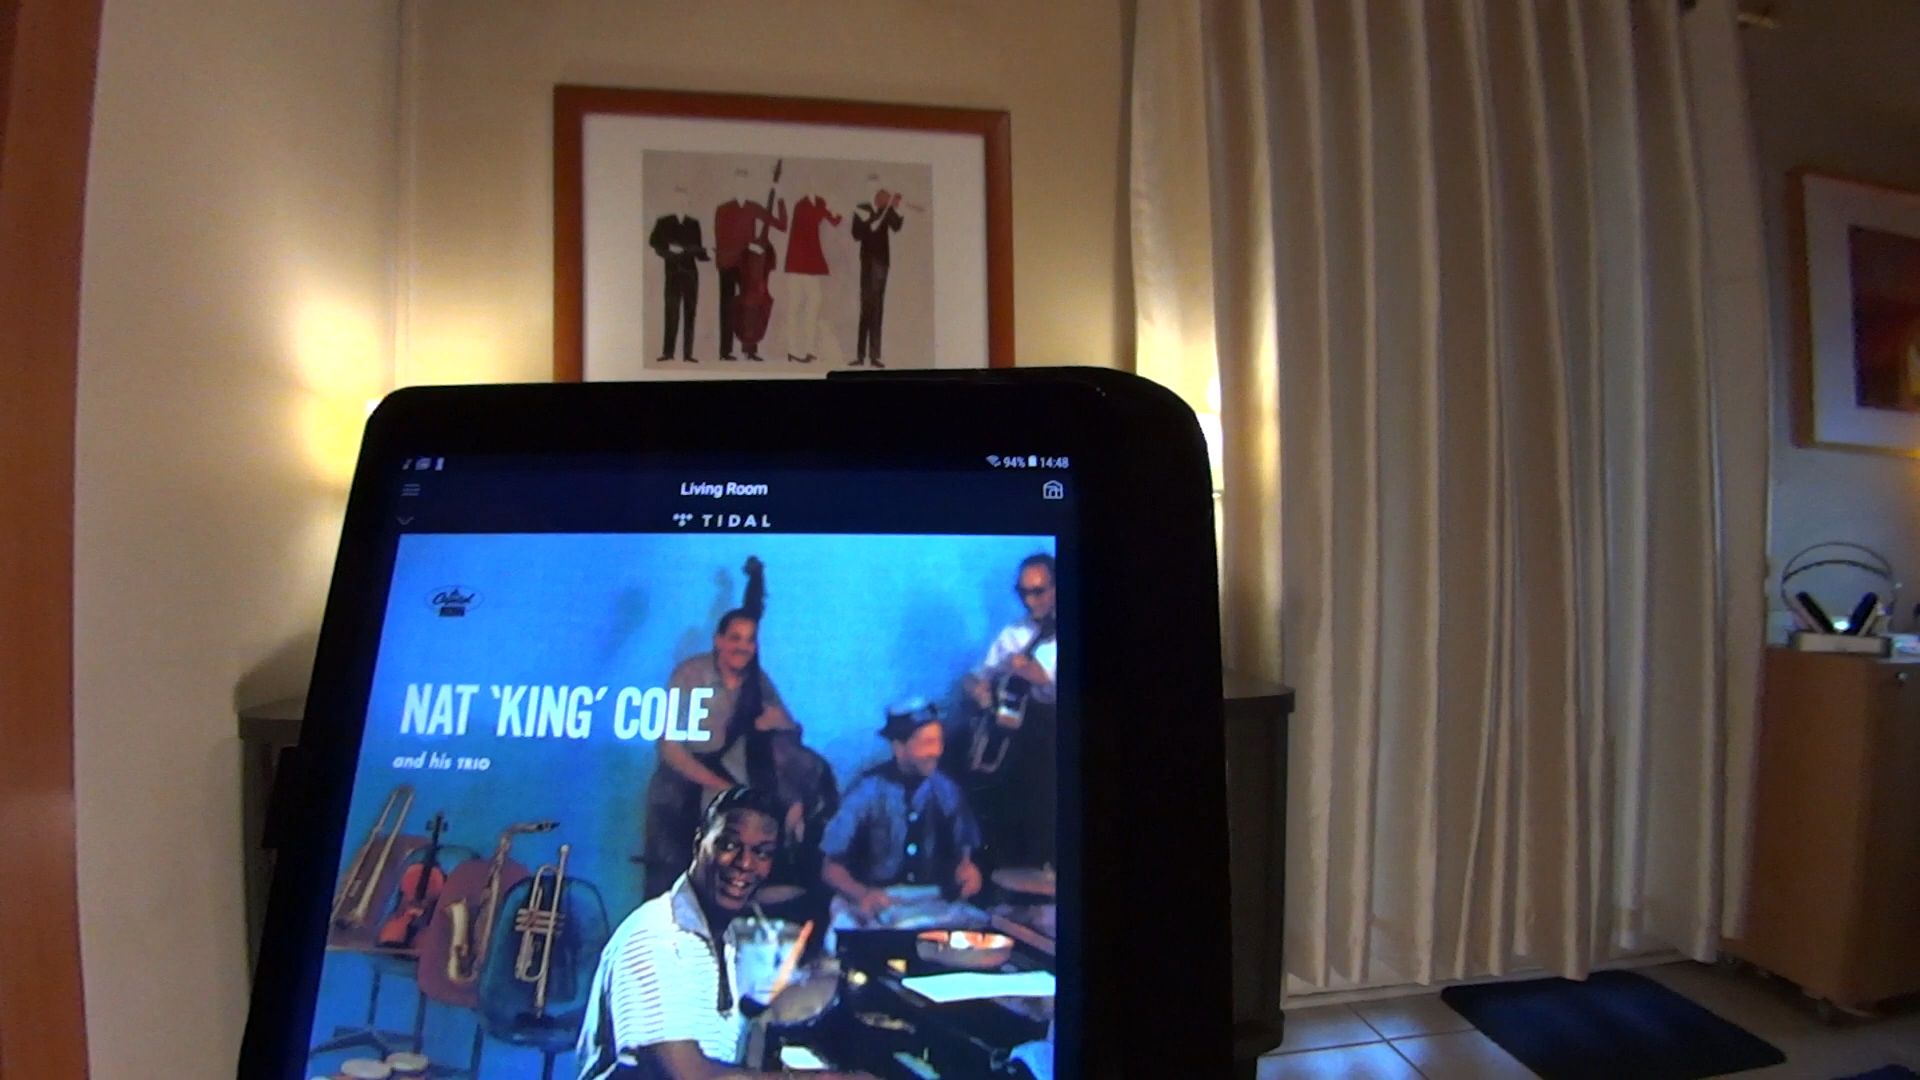 94% 14:48
Living Room
TIDAL
Capitol
NAT 'KING' COLE
and his TRIO